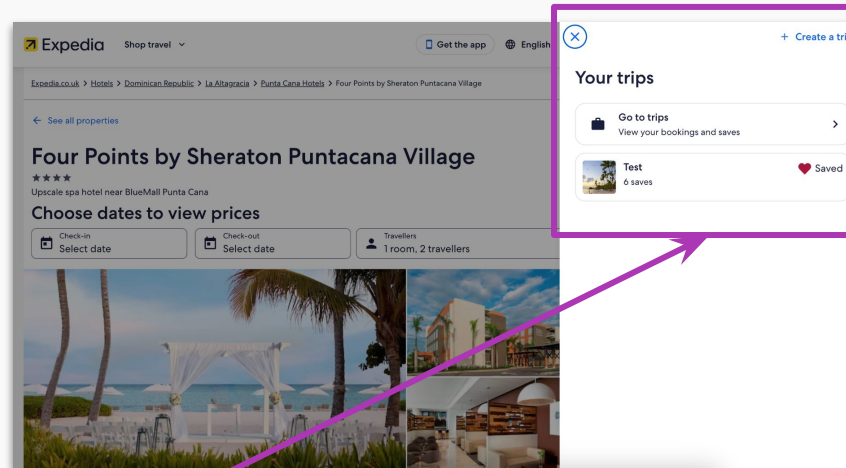 Expedia Shop travel Get the app English
Expedia.co.uk > Hotels > Dominican Republic > La Altagracia > Punta Cana Hotels > Four Points by Sheraton Puntacana Village
← See all properties
Four Points by Sheraton Puntacana Village
★★★★
Upscale spa hotel near BlueMall Punta Cana
Choose dates to view prices
Check-in
Select date
Check-out
Select date
Travellers
1 room, 2 travellers
+ Create a tri
Your trips
Go to trips
View your bookings and saves
Test
6 saves
Saved